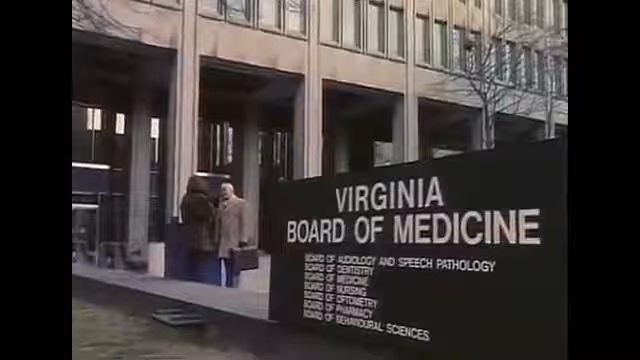 VIRGINIA
BOARD OF MEDICINE
BOARD OF AUDIOLOGY AND SPEECH PATHOLOGY
BOARD OF DENTISTRY
BOARD OF MEDICINE
BOARD OF NURSING
BOARD OF OPTOMETRY
BOARD OF PHARMACY
BOARD OF BEHAVIOURAL SCIENCES